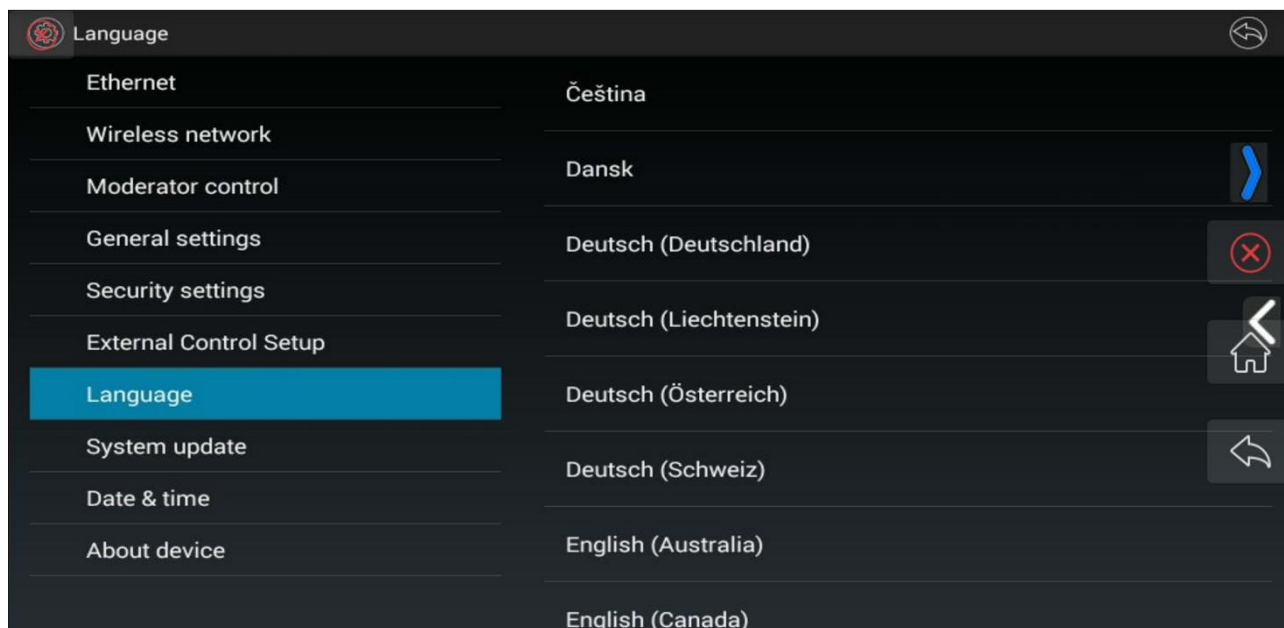 Language
Ethernet
Wireless network
Moderator control
General settings
Security settings
External Control Setup
Language
System update
Date & time
About device
Čeština
Dansk
Deutsch (Deutschland)
Deutsch (Liechtenstein)
Deutsch (Österreich)
Deutsch (Schweiz)
English (Australia)
English (Canada)